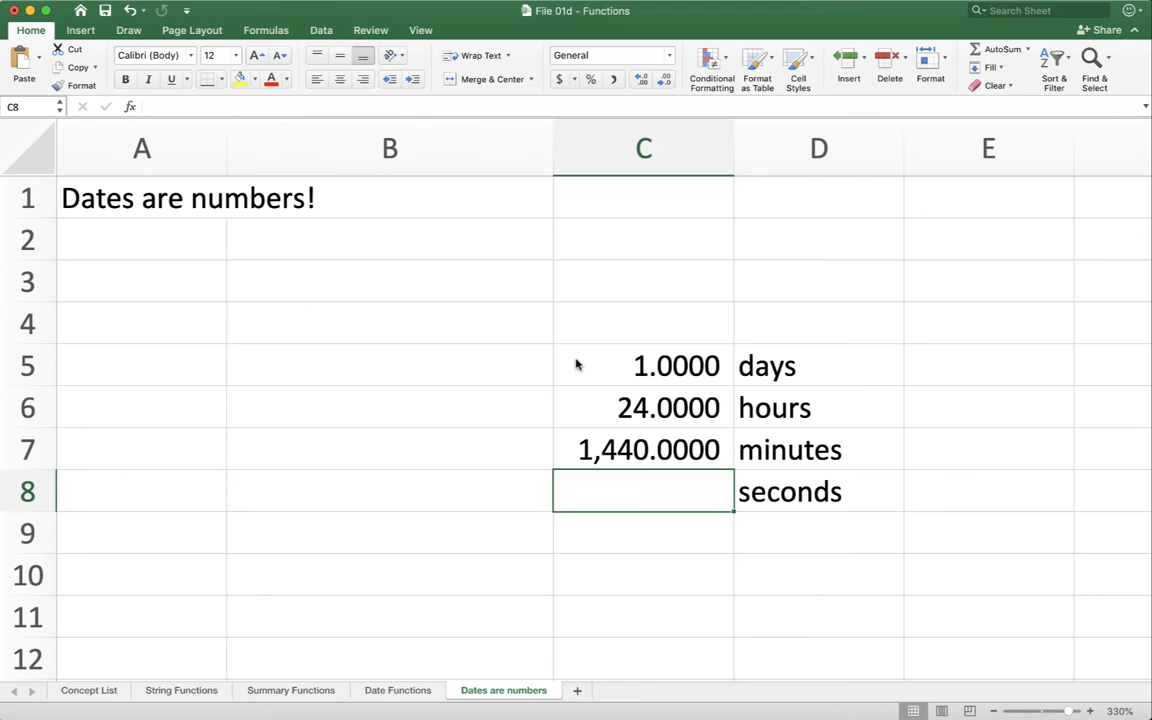 File 01d - Functions
Search Sheet
Home Insert Draw Page Layout Formulas Data Review View
Share
Paste
Cut
Copy
Format
Calibri (Body) 12
A A
B I U A
Wrap Text
Merge & Center
General
$ %
Conditional Formatting
Format as Table
Cell Styles
Insert
Delete
Format
AutoSum
Fill
Clear
Sort & Filter
Find & Select
C8
fx
A B C D E
1 Dates are numbers!
2
3
4
5 1.0000 days
6 24.0000 hours
7 1,440.0000 minutes
8 seconds
9
10
11
12
Concept List String Functions Summary Functions Date Functions Dates are numbers +
330%